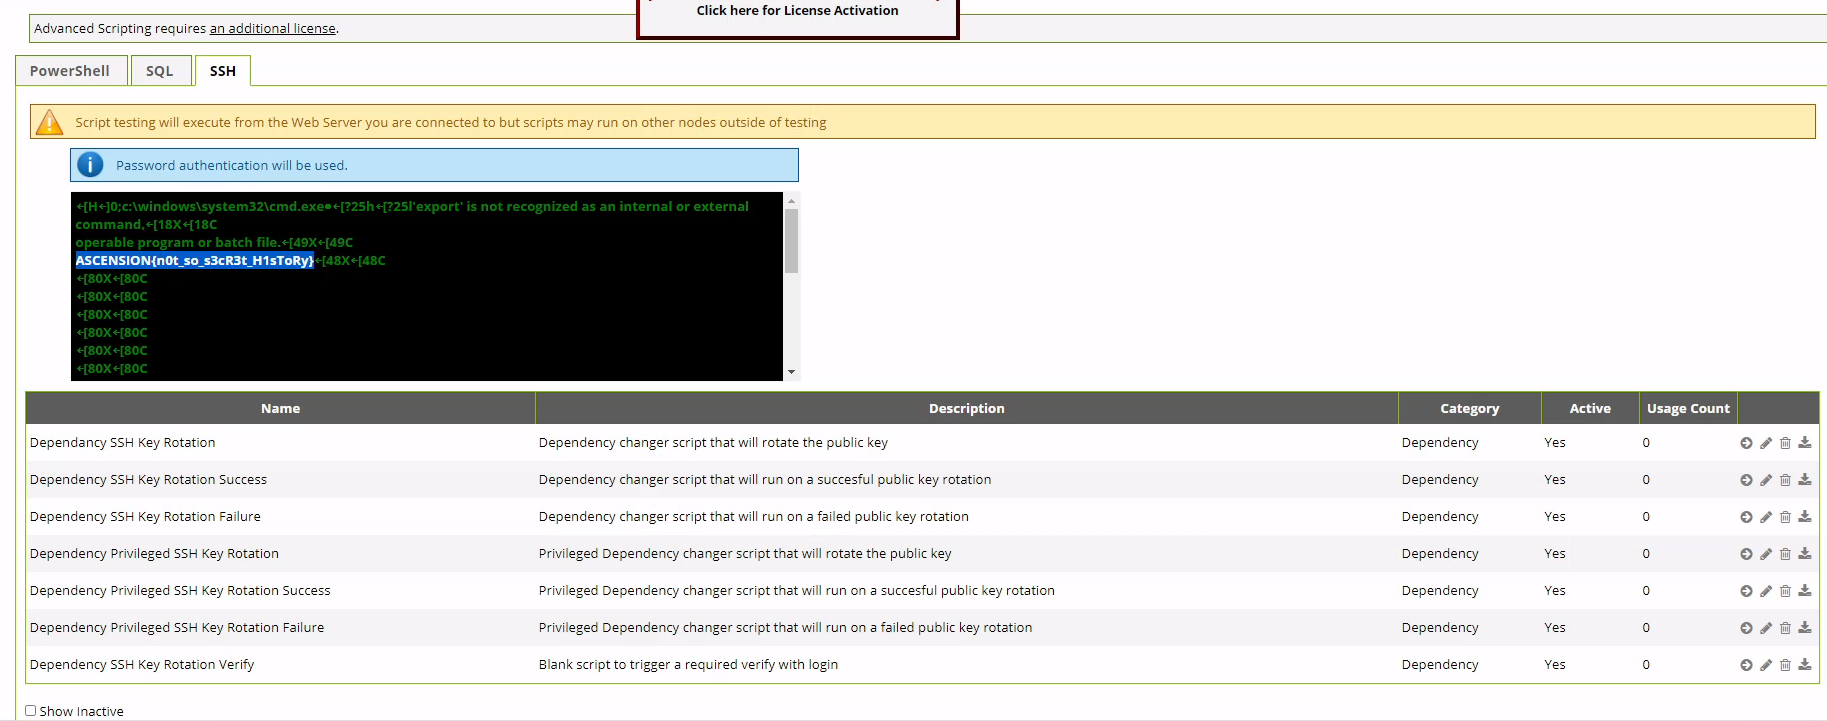 Click here for License Activation
Advanced Scripting requires an additional license.
PowerShell SQL SSH
Script testing will execute from the Web Server you are connected to but scripts may run on other nodes outside of testing
Password authentication will be used.
←[H←]0;c:\windows\system32\cmd.exe•←[?25h←[?25l'export' is not recognized as an internal or external
command,←[18X←[18C
operable program or batch file.←[49X←[49C
ASCENSION{n0t_so_s3cR3t_H1sToRy}←[48X←[48C
←[80X←[80C
←[80X←[80C
←[80X←[80C
←[80X←[80C
←[80X←[80C
←[80X←[80C
Name Description Category Active Usage Count
Dependancy SSH Key Rotation Dependency changer script that will rotate the public key Dependency Yes 0
Dependency SSH Key Rotation Success Dependency changer script that will run on a succesful public key rotation Dependency Yes 0
Dependency SSH Key Rotation Failure Dependency changer script that will run on a failed public key rotation Dependency Yes 0
Dependency Privileged SSH Key Rotation Privileged Dependency changer script that will rotate the public key Dependency Yes 0
Dependency Privileged SSH Key Rotation Success Privileged Dependency changer script that will run on a succesful public key rotation Dependency Yes 0
Dependency Privileged SSH Key Rotation Failure Privileged Dependency changer script that will run on a failed public key rotation Dependency Yes 0
Dependency SSH Key Rotation Verify Blank script to trigger a required verify with login Dependency Yes 0
Show Inactive